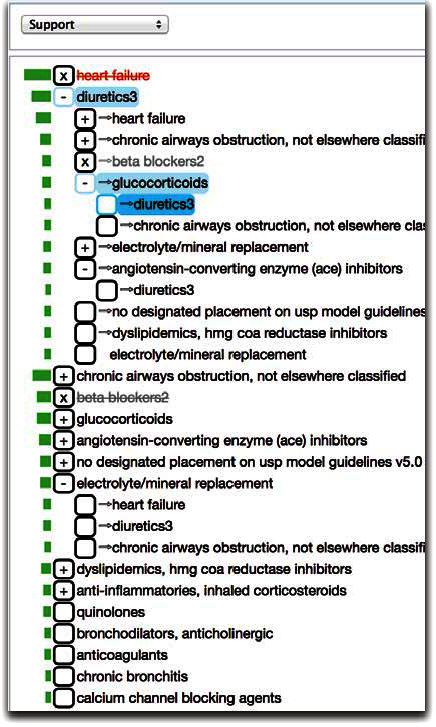 Support
x heart failure
- diuretics3
+ →heart failure
+ →chronic airways obstruction, not elsewhere classifi
x →beta blockers2
- →glucocorticoids
→diuretics3
→chronic airways obstruction, not elsewhere clas
+ →electrolyte/mineral replacement
- →angiotensin-converting enzyme (ace) inhibitors
→diuretics3
→no designated placement on usp model guidelines
→dyslipidemics, hmg coa reductase inhibitors
electrolyte/mineral replacement
+ chronic airways obstruction, not elsewhere classified
x beta blockers2
+ glucocorticoids
+ angiotensin-converting enzyme (ace) inhibitors
+ no designated placement on usp model guidelines v5.0
- electrolyte/mineral replacement
→heart failure
→diuretics3
→chronic airways obstruction, not elsewhere classifi
+ dyslipidemics, hmg coa reductase inhibitors
+ anti-inflammatories, inhaled corticosteroids
quinolones
bronchodilators, anticholinergic
anticoagulants
chronic bronchitis
calcium channel blocking agents